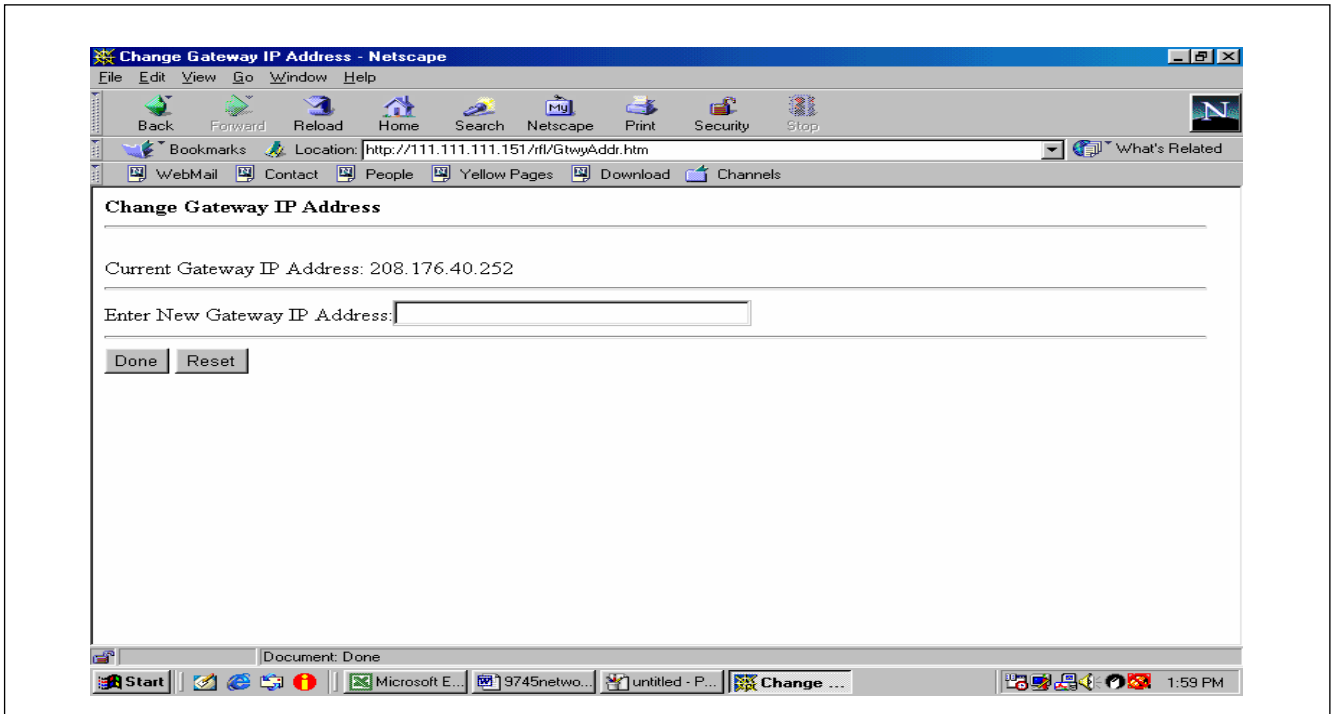 Change Gateway IP Address - Netscape
File Edit View Go Window Help
Back Forward Reload Home Search Netscape Print Security Stop
My
N
Bookmarks Location: http://111.111.111.151/rfl/GtwyAddr.htm What's Related
WebMail Contact People Yellow Pages Download Channels
Change Gateway IP Address
Current Gateway IP Address: 208.176.40.252
Enter New Gateway IP Address:
Done Reset
Document: Done
Start Microsoft E... 9745netwo... untitled - P... Change ... 1:59 PM